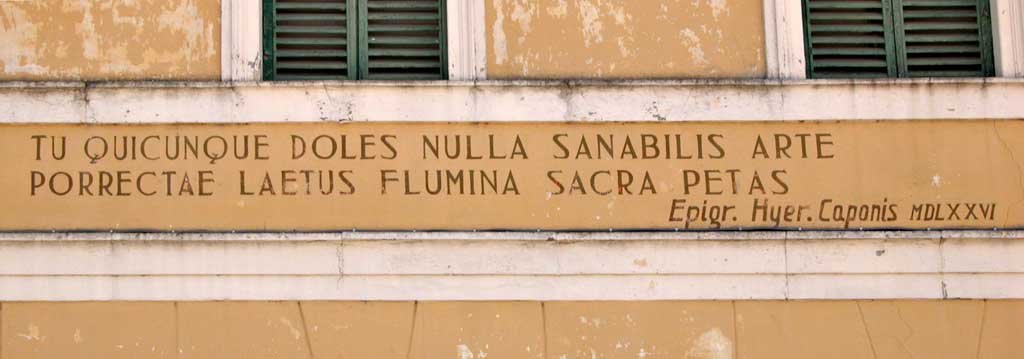 TU QUICUNQUE DOLES NULLA SANABILIS ARTE
PORRECTAE LAETUS FLUMINA SACRA PETAS
Epigr. Hyer. Caponis MDLXXVI